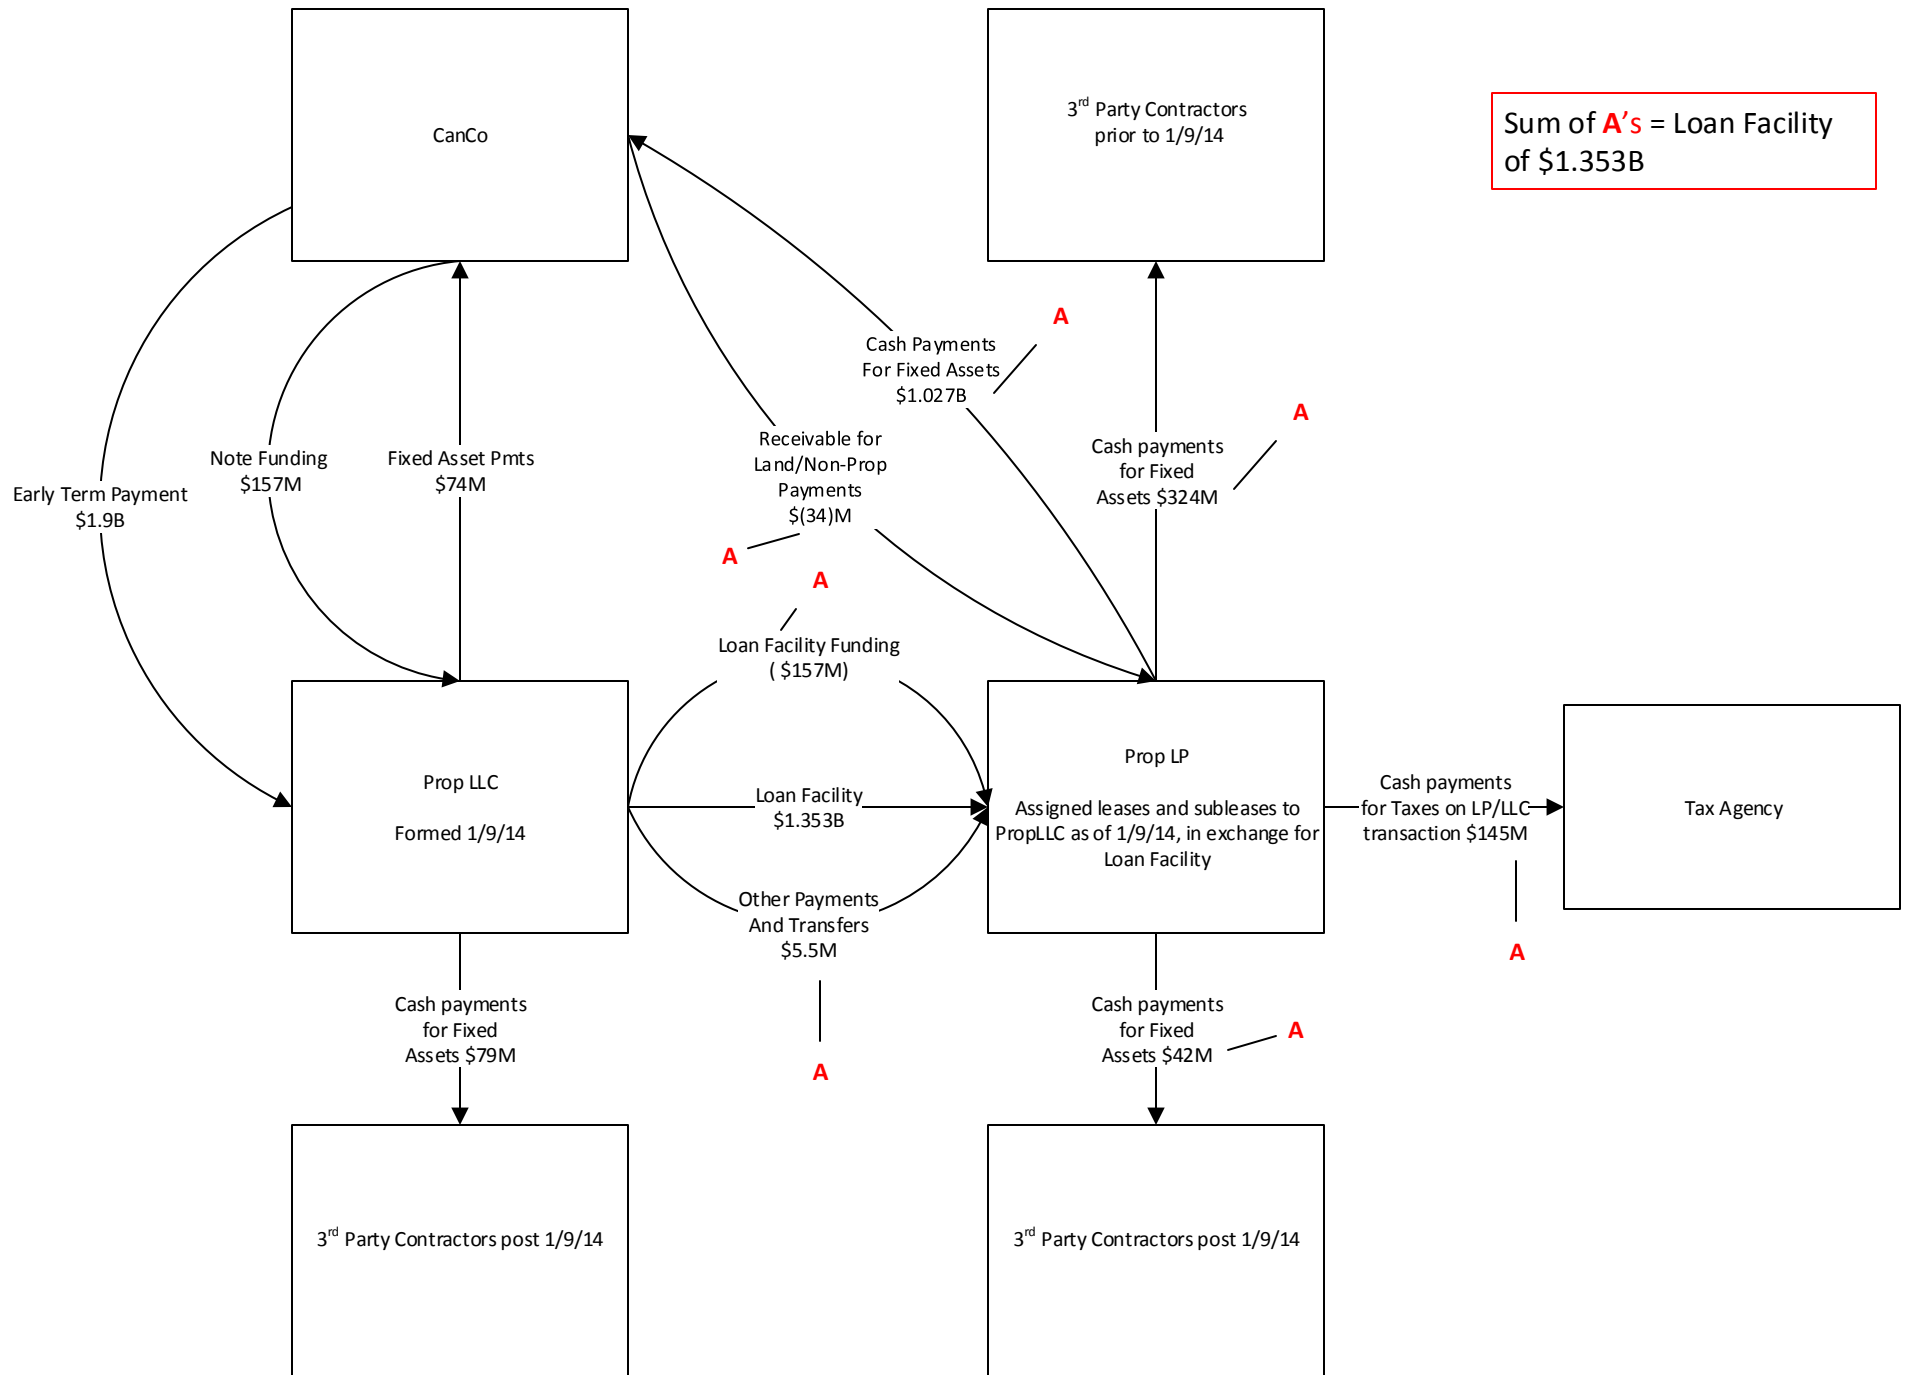 CanCo
3rd Party Contractors
prior to 1/9/14
Sum of A's = Loan Facility
of $1.353B
A
Cash Payments
For Fixed Assets
$1.027B
A
Cash payments
for Fixed
Assets $324M
Receivable for
Land/Non-Prop
Payments
$(34)M
A
Note Funding
$157M
Fixed Asset Pmts
$74M
Early Term Payment
$1.9B
A
Loan Facility Funding
( $157M)
Prop LLC
Formed 1/9/14
Loan Facility
$1.353B
Prop LP
Assigned leases and subleases to
PropLLC as of 1/9/14, in exchange for
Loan Facility
Cash payments
for Taxes on LP/LLC
transaction $145M
Tax Agency
Other Payments
And Transfers
$5.5M
A
A
Cash payments
for Fixed
Assets $79M
Cash payments
for Fixed
Assets $42M
A
3rd Party Contractors post 1/9/14
3rd Party Contractors post 1/9/14